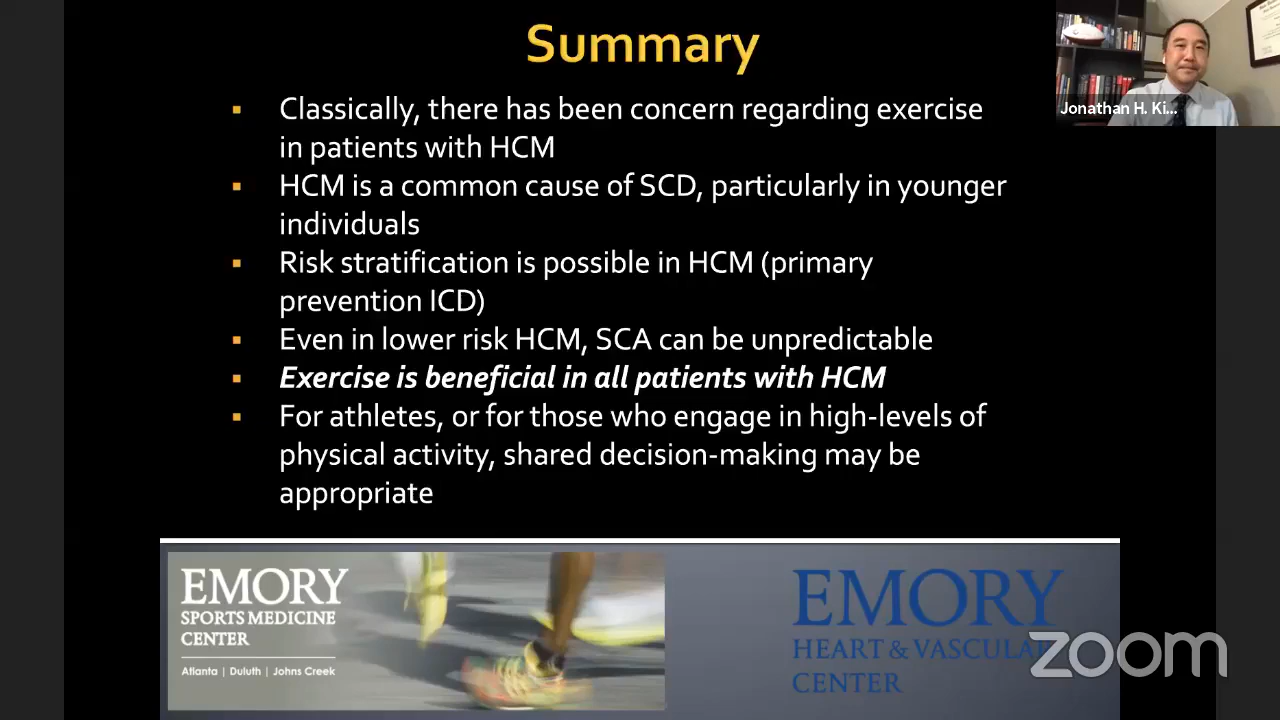 Summary
Jonathan H. Ki...
▪ Classically, there has been concern regarding exercise
in patients with HCM
▪ HCM is a common cause of SCD, particularly in younger
individuals
▪ Risk stratification is possible in HCM (primary
prevention ICD)
▪ Even in lower risk HCM, SCA can be unpredictable
▪ Exercise is beneficial in all patients with HCM
▪ For athletes, or for those who engage in high-levels of
physical activity, shared decision-making may be
appropriate
EMORY
SPORTS MEDICINE
CENTER
Atlanta | Duluth | Johns Creek
EMORY
HEART & VASCULAR
CENTER
zoom